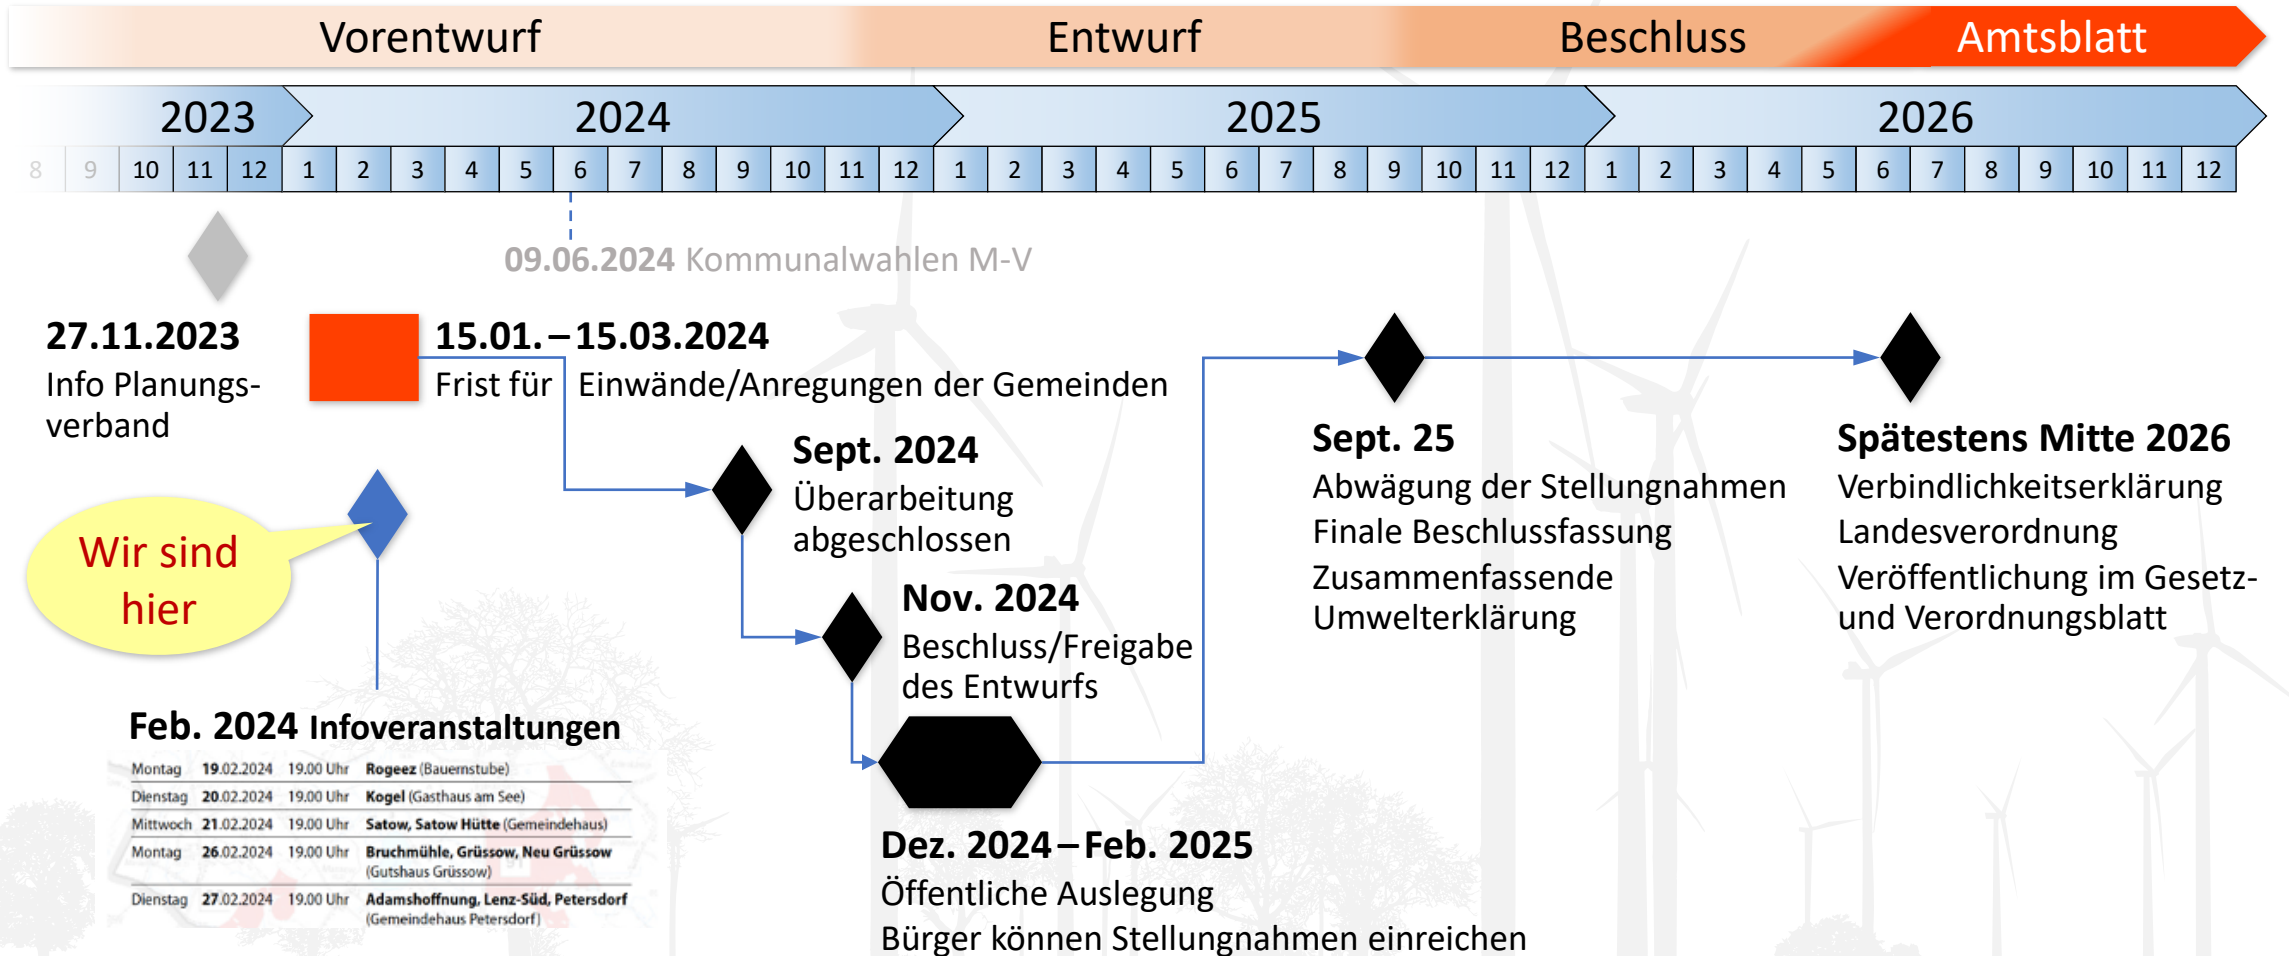 Vorentwurf Entwurf Beschluss Amtsblatt
2023 2024 2025 2026
8 9 10 11 12 1 2 3 4 5 6 7 8 9 10 11 12 1 2 3 4 5 6 7 8 9 10 11 12 1 2 3 4 5 6 7 8 9 10 11 12
09.06.2024 Kommunalwahlen M-V
27.11.2023
Info Planungs-
verband
15.01. – 15.03.2024
Frist für Einwände/Anregungen der Gemeinden
Wir sind
hier
Feb. 2024 Infoveranstaltungen
Montag 19.02.2024 19.00 Uhr Rogeez (Bauernstube)
Dienstag 20.02.2024 19.00 Uhr Kogel (Gasthaus am See)
Mittwoch 21.02.2024 19.00 Uhr Satow, Satow Hütte (Gemeindehaus)
Montag 26.02.2024 19.00 Uhr Bruchmühle, Grüssow, Neu Grüssow
(Gutshaus Grüssow)
Dienstag 27.02.2024 19.00 Uhr Adamshoffnung, Lenz-Süd, Petersdorf
(Gemeindehaus Petersdorf)
Sept. 2024
Überarbeitung
abgeschlossen
Nov. 2024
Beschluss/Freigabe
des Entwurfs
Dez. 2024 – Feb. 2025
Öffentliche Auslegung
Bürger können Stellungnahmen einreichen
Sept. 25
Abwägung der Stellungnahmen
Finale Beschlussfassung
Zusammenfassende
Umwelterklärung
Spätestens Mitte 2026
Verbindlichkeitserklärung
Landesverordnung
Veröffentlichung im Gesetz-
und Verordnungsblatt